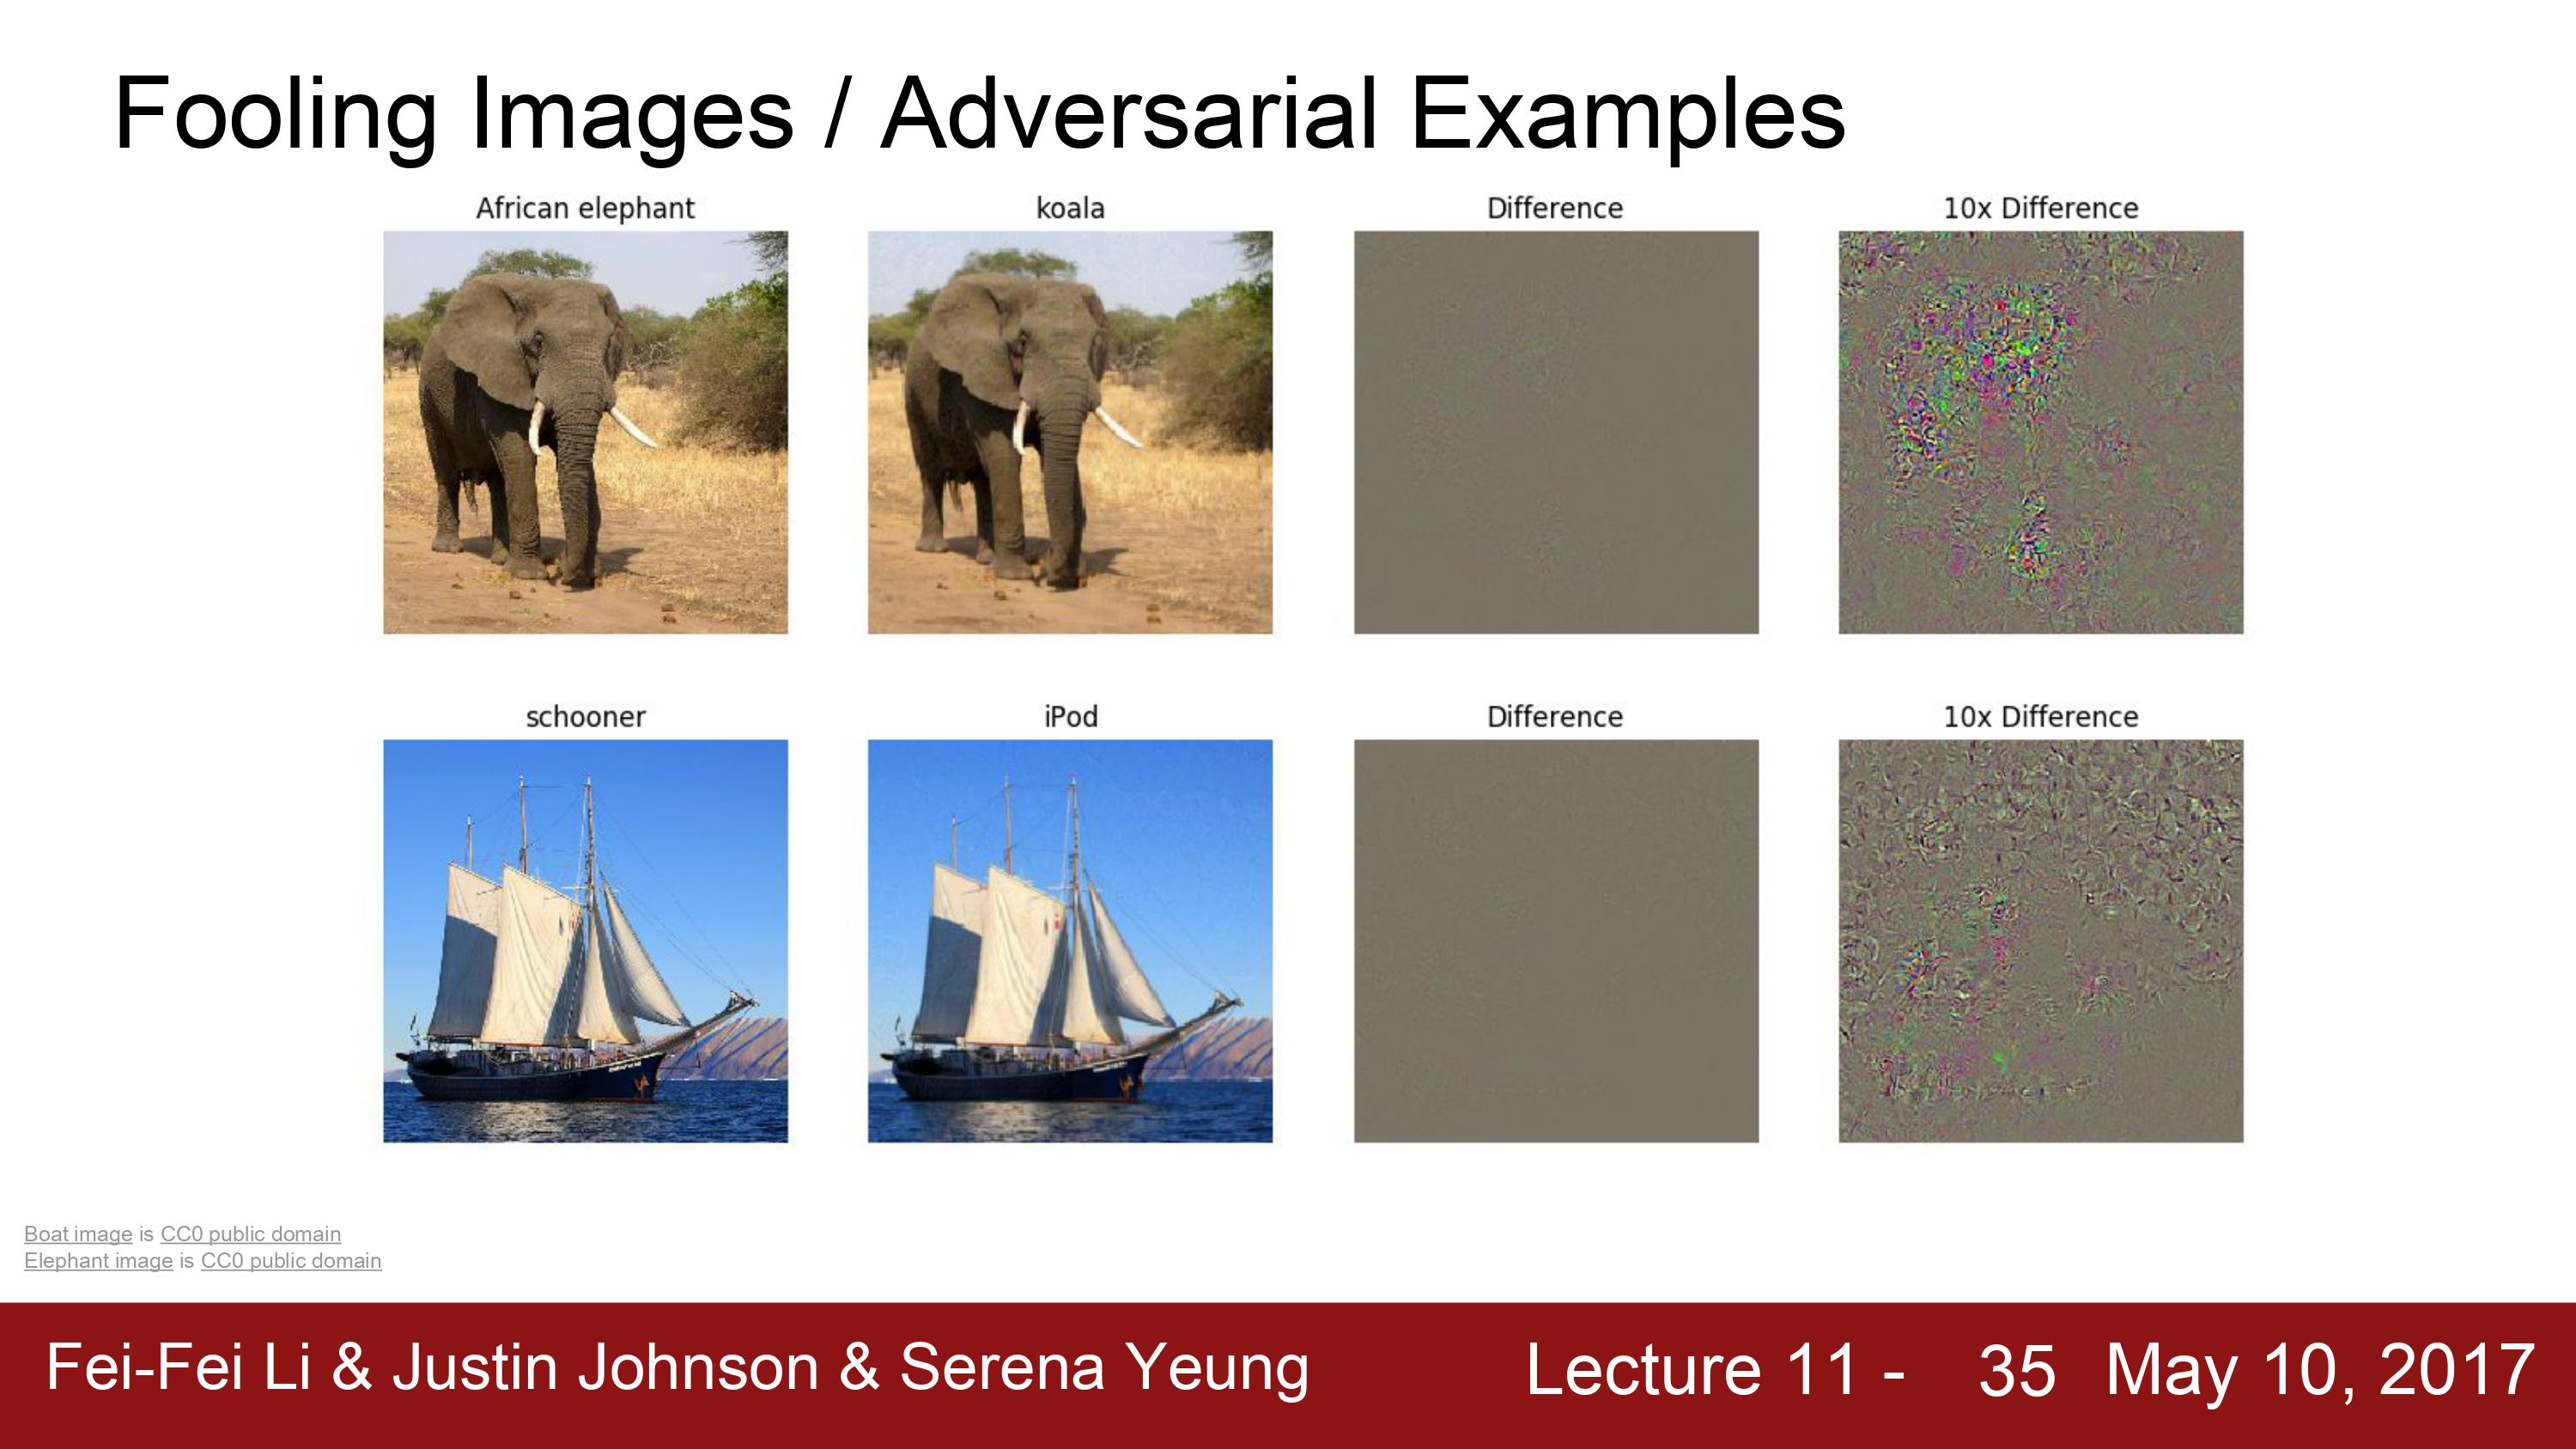 Fooling Images / Adversarial Examples
African elephant koala Difference 10x Difference
schooner iPod Difference 10x Difference
Boat image is CC0 public domain
Elephant image is CC0 public domain
Fei-Fei Li & Justin Johnson & Serena Yeung Lecture 11 - 35 May 10, 2017